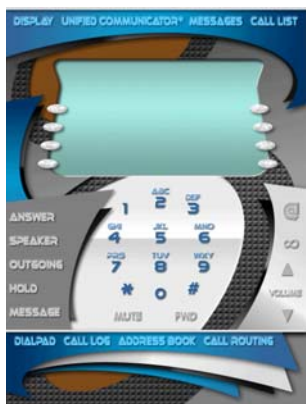 DISPLAY UNIFIED COMMUNICATOR® MESSAGES CALL LIST
1 ABC 2 DEF 3
GHI 4 JKL 5 MNO 6
PRS 7 TUV 8 WXY 9
* 0 #
MUTE FWD
ANSWER
SPEAKER
OUTGOING
HOLD
MESSAGE
@
∞
VOLUME
DIALPAD CALL LOG ADDRESS BOOK CALL ROUTING